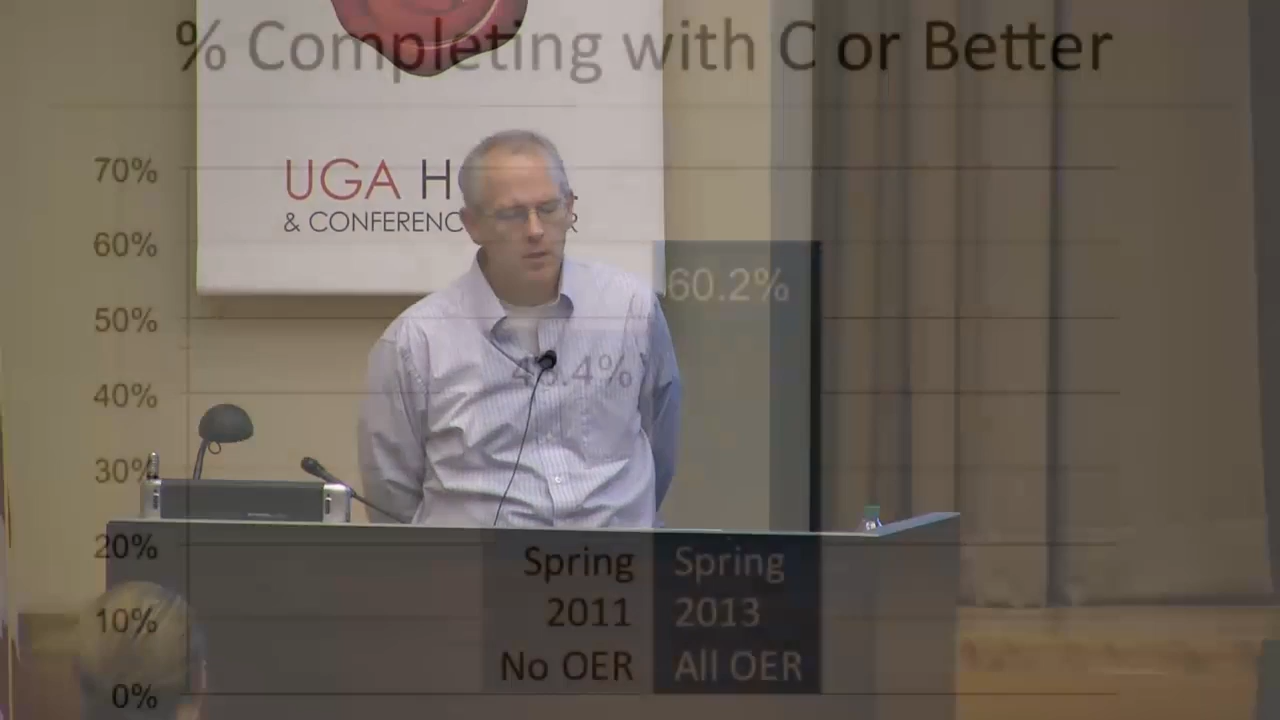 % Completing with C or Better
UGA
& CONFERENC
70%
60%
60.2%
50%
40%
30%
20%
10%
0%
Spring
2011
No OER
Spring
2013
All OER